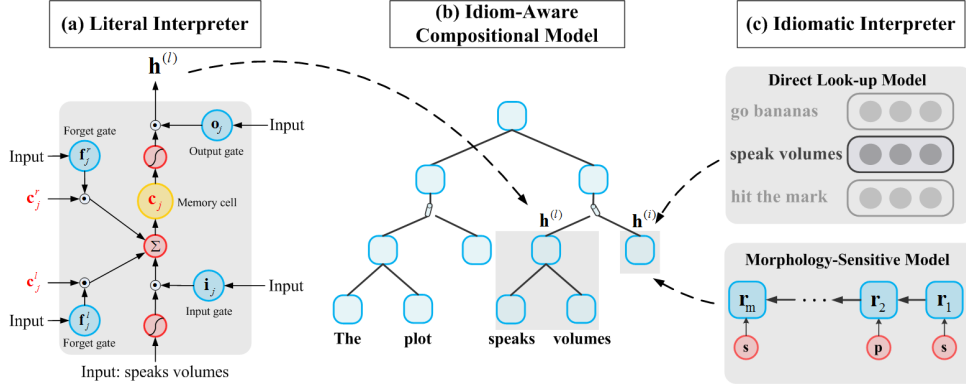 (a) Literal Interpreter
h^(l)
Forget gate
Input
f_j^r
o_j
Input
Output gate
c_j^r
c_j
Memory cell
Σ
c_j^l
Input
f_j^l
Forget gate
i_j
Input
Input gate
Input: speaks volumes
(b) Idiom-Aware
Compositional Model
h^(l)
h^(i)
The plot speaks volumes
(c) Idiomatic Interpreter
Direct Look-up Model
go bananas
speak volumes
hit the mark
Morphology-Sensitive Model
r_m ··· r_2 r_1
s p s